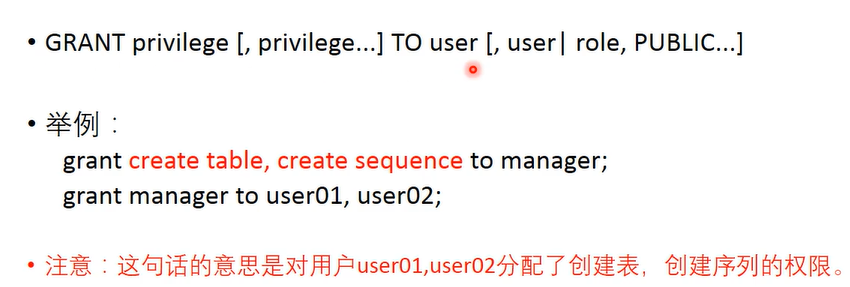 • GRANT privilege [, privilege...] TO user [, user| role, PUBLIC...]
• 举例：
grant create table, create sequence to manager;
grant manager to user01, user02;
• 注意：这句话的意思是对用户user01,user02分配了创建表，创建序列的权限。